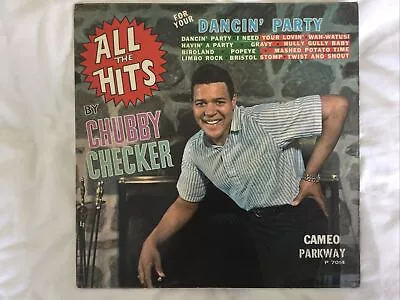 ALL
THE
HITS
BY
CHUBBY
CHECKER
FOR
YOUR
DANCIN' PARTY
DANCIN' PARTY I NEED YOUR LOVIN' WAH-WATUSI
HAVIN' A PARTY GRAVY HULLY GULLY BABY
BIRDLAND POPEYE MASHED POTATO TIME
LIMBO ROCK BRISTOL STOMP TWIST AND SHOUT
CAMEO
PARKWAY
P 7014